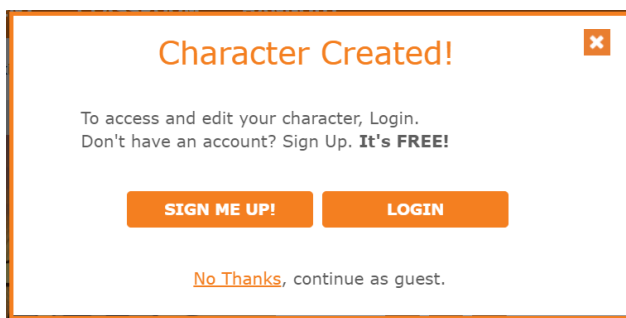 Character Created!
To access and edit your character, Login.
Don't have an account? Sign Up. It's FREE!
SIGN ME UP!
LOGIN
No Thanks, continue as guest.